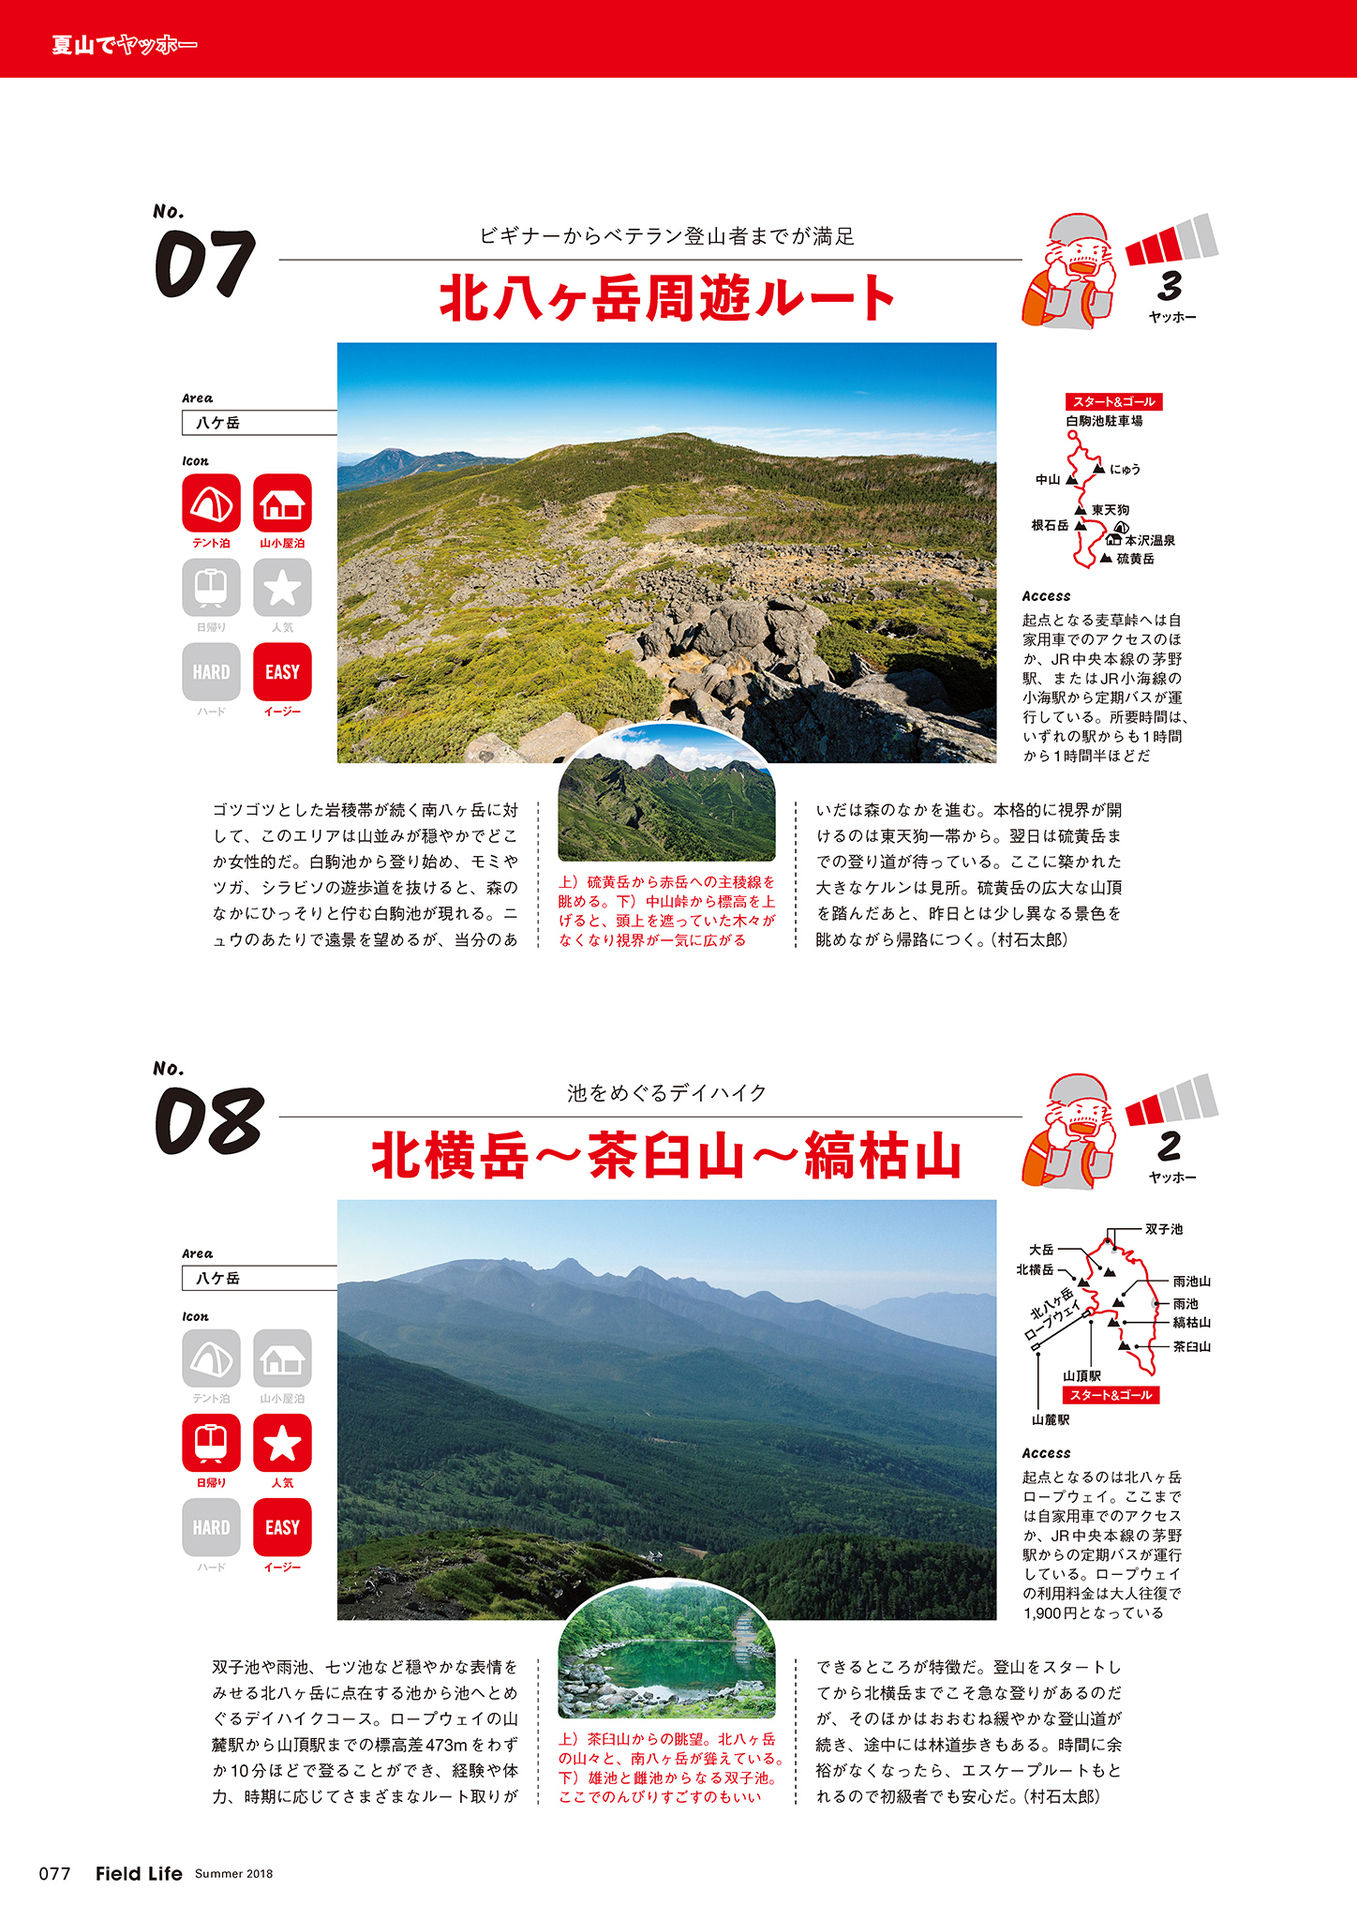 夏山でヤッホー
No.
07
ビギナーからベテラン登山者までが満足
北八ヶ岳周遊ルート
3
ヤッホー
Area
八ケ岳
Icon
テント泊
山小屋泊
日帰り
人気
HARD
EASY
ハード
イージー
スタート&ゴール
白駒池駐車場
にゅう
中山
東天狗
根石岳
本沢温泉
硫黄岳
Access
起点となる麦草峠へは自
家用車でのアクセスのほ
か、JR中央本線の茅野
駅、またはJR小海線の
小海駅から定期バスが運
行している。所要時間は、
いずれの駅からも1時間
から1時間半ほどだ
ゴツゴツとした岩稜帯が続く南八ヶ岳に対
して、このエリアは山並みが穏やかでどこ
か女性的だ。白駒池から登り始め、モミや
ツガ、シラビソの遊歩道を抜けると、森の
なかにひっそりと佇む白駒池が現れる。ニ
ュウのあたりで遠景を望めるが、当分のあ
上）硫黄岳から赤岳への主稜線を
眺める。下）中山峠から標高を上
げると、頭上を遮っていた木々が
なくなり視界が一気に広がる
いだは森のなかを進む。本格的に視界が開
けるのは東天狗一帯から。翌日は硫黄岳ま
での登り道が待っている。ここに築かれた
大きなケルンは見所。硫黄岳の広大な山頂
を踏んだあと、昨日とは少し異なる景色を
眺めながら帰路につく。（村石太郎）
No.
08
池をめぐるデイハイク
北横岳～茶臼山～縞枯山
2
ヤッホー
Area
八ケ岳
Icon
テント泊
山小屋泊
日帰り
人気
HARD
EASY
ハード
イージー
双子池
大岳
北横岳
雨池山
北八ヶ岳
ロープウェイ
雨池
縞枯山
茶臼山
山頂駅
スタート&ゴール
山麓駅
Access
起点となるのは北八ヶ岳
ロープウェイ。ここまで
は自家用車でのアクセス
か、JR中央本線の茅野
駅からの定期バスが運行
している。ロープウェイ
の利用料金は大人往復で
1,900円となっている
双子池や雨池、七ツ池など穏やかな表情を
みせる北八ヶ岳に点在する池から池へとめ
ぐるデイハイクコース。ロープウェイの山
麓駅から山頂駅までの標高差473mをわず
か10分ほどで登ることができ、経験や体
力、時期に応じてさまざまなルート取りが
上）茶臼山からの眺望。北八ヶ岳
の山々と、南八ヶ岳が聳えている。
下）雄池と雌池からなる双子池。
ここでのんびりすごすのもいい
できるところが特徴だ。登山をスタートし
てから北横岳までこそ急な登りがあるのだ
が、そのほかはおおむね緩やかな登山道が
続き、途中には林道歩きもある。時間に余
裕がなくなったら、エスケープルートもと
れるので初級者でも安心だ。（村石太郎）
077 Field Life Summer 2018